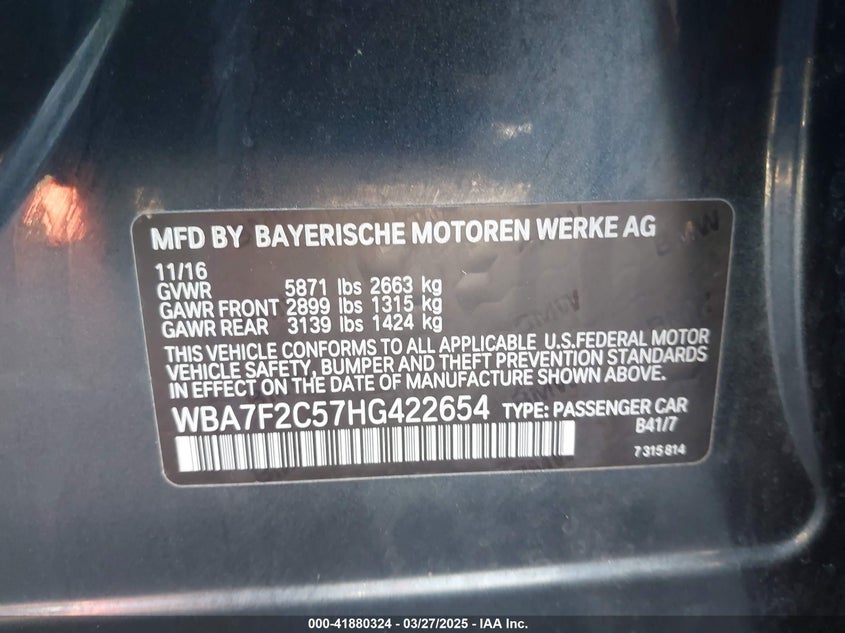 MFD BY BAYERISCHE MOTOREN WERKE AG
11/16
GVWR 5871 lbs 2663 kg
GAWR FRONT 2899 lbs 1315 kg
GAWR REAR 3139 lbs 1424 kg
THIS VEHICLE CONFORMS TO ALL APPLICABLE U.S.FEDERAL MOTOR
VEHICLE SAFETY, BUMPER AND THEFT PREVENTION STANDARDS
IN EFFECT ON THE DATE OF MANUFACTURE SHOWN ABOVE.
WBA7F2C57HG422654 TYPE: PASSENGER CAR
B41/7
7315814
000-41880324 - 03/27/2025 - IAA Inc.